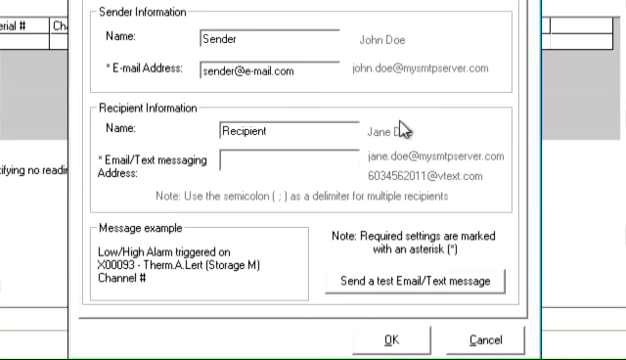 Sender Information
Name: Sender John Doe
* E-mail Address: sender@e-mail.com john.doe@mysmtpserver.com
Recipient Information
Name: Recipient Jane
* Email/Text messaging Address: jane.doe@mysmtpserver.com
6034562011@vtext.com
Note: Use the semicolon ( ; ) as a delimiter for multiple recipients
Message example
Low/High Alarm triggered on
X00093 - Therm.A.Lert (Storage M)
Channel #
Note: Required settings are marked
with an asterisk (*)
Send a test Email/Text message
OK Cancel
erial # Ch
ifying no readin